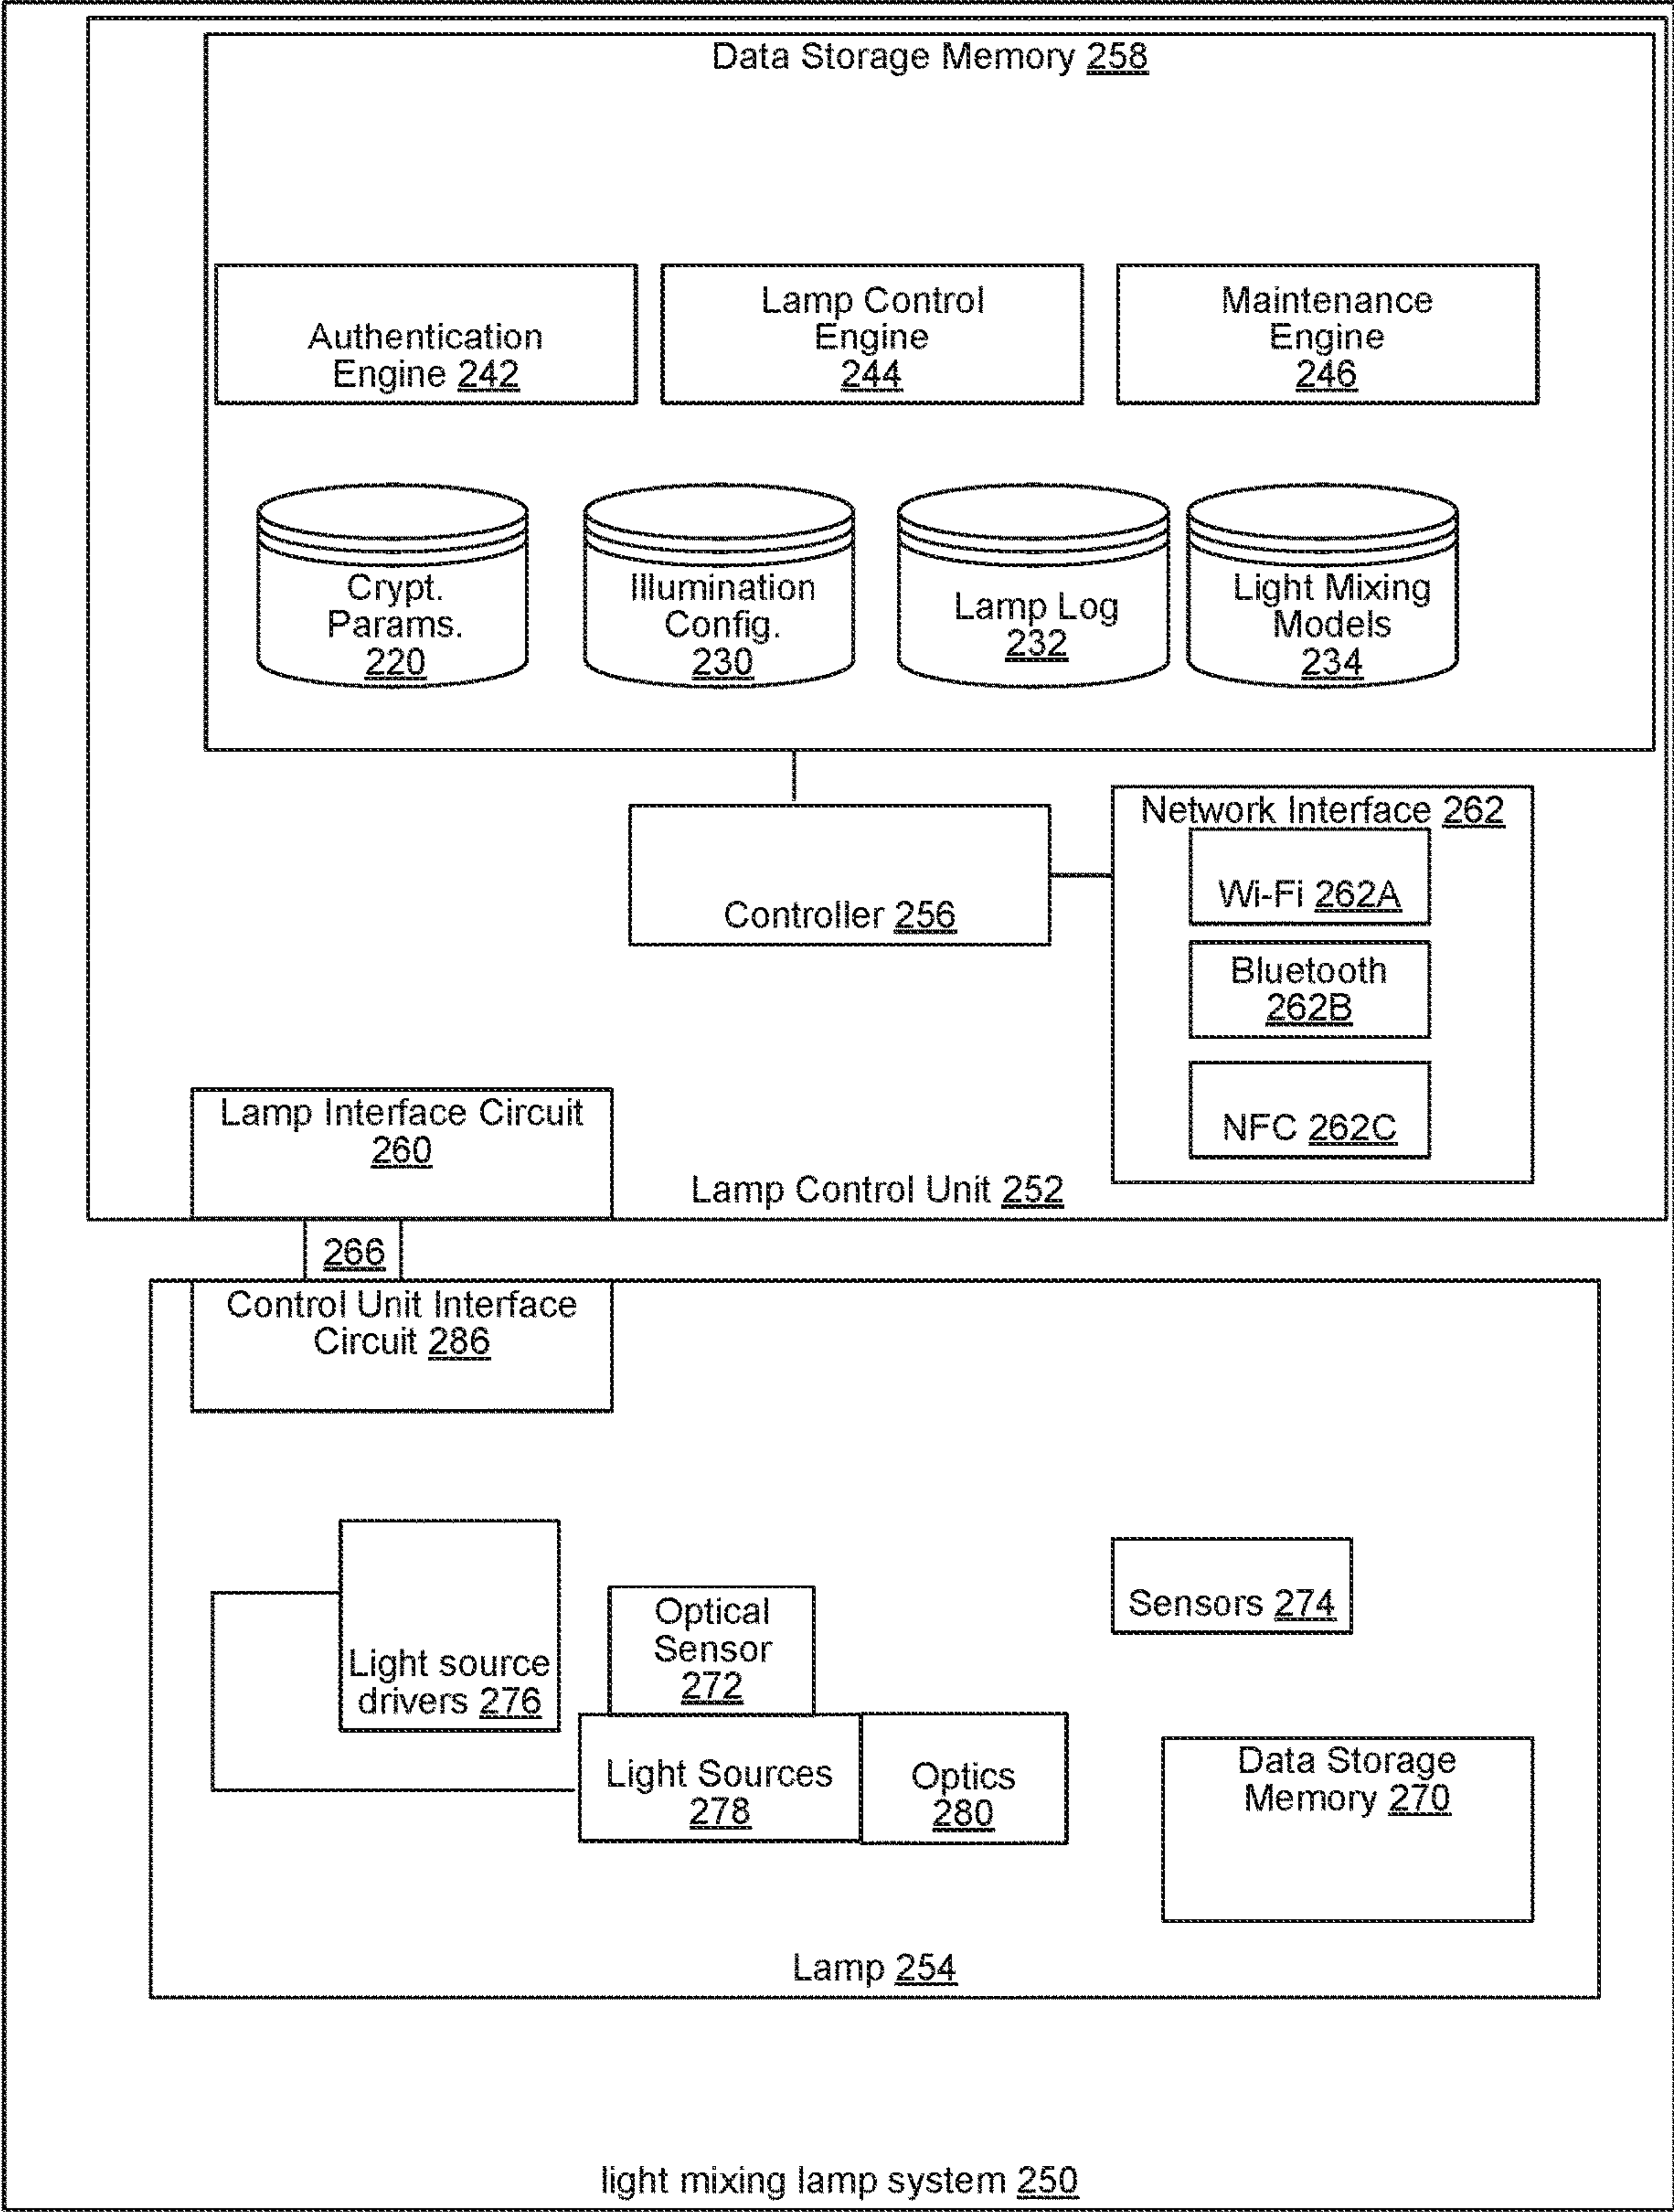 Data Storage Memory 258
Authentication
Engine 242
Lamp Control
Engine
244
Maintenance
Engine
246
Crypt.
Params.
220
Illumination
Config.
230
Lamp Log
232
Light Mixing
Models
234
Controller 256
Network Interface 262
Wi-Fi 262A
Bluetooth
262B
NFC 262C
Lamp Interface Circuit
260
Lamp Control Unit 252
266
Control Unit Interface
Circuit 286
Light source
drivers 276
Optical
Sensor
272
Sensors 274
Light Sources
278
Optics
280
Data Storage
Memory 270
Lamp 254
light mixing lamp system 250